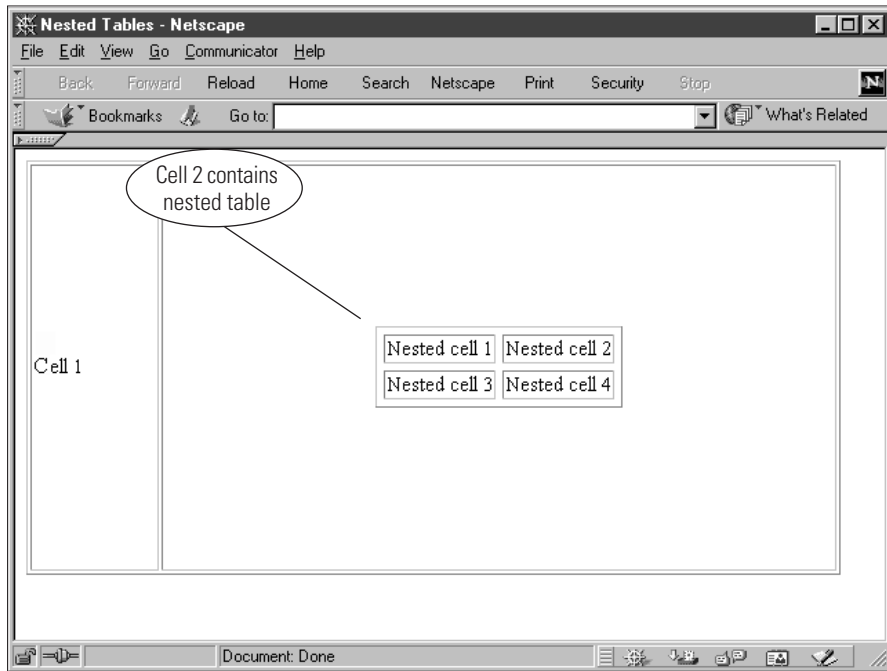 Nested Tables - Netscape
File Edit View Go Communicator Help
Back Forward Reload Home Search Netscape Print Security Stop N
Bookmarks Go to: What's Related
Cell 2 contains
nested table
Cell 1
Nested cell 1 Nested cell 2
Nested cell 3 Nested cell 4
Document: Done